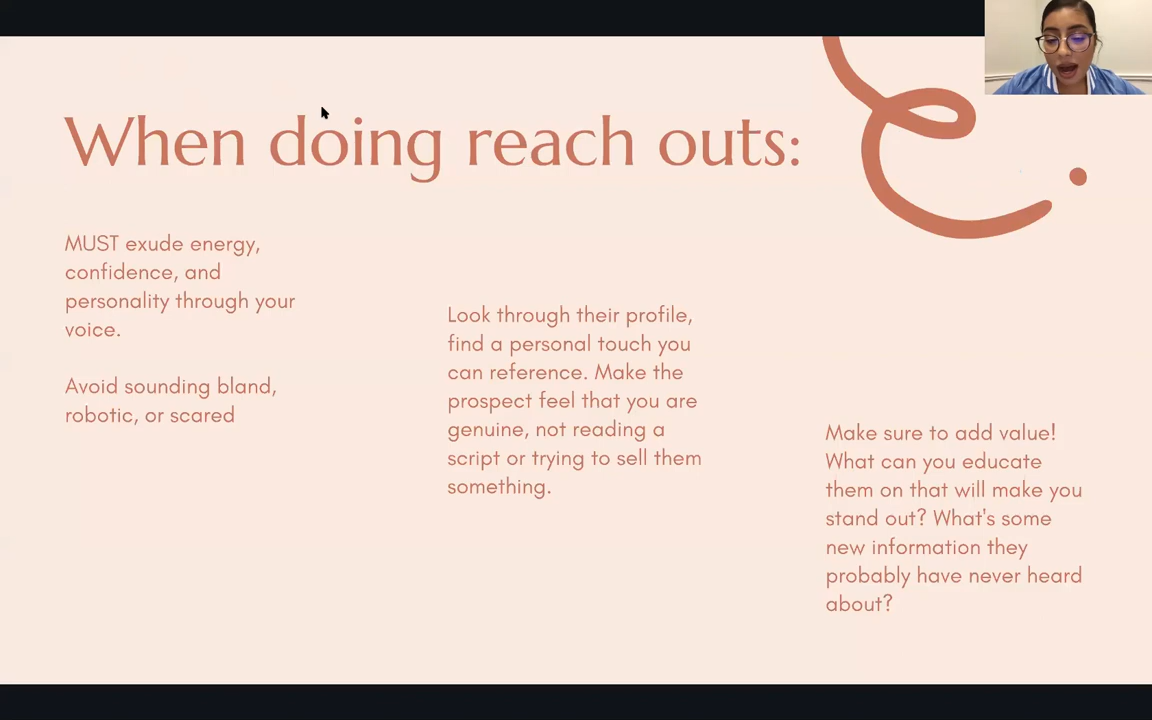 When doing reach outs:
MUST exude energy,
confidence, and
personality through your
voice.
Avoid sounding bland,
robotic, or scared
Look through their profile,
find a personal touch you
can reference. Make the
prospect feel that you are
genuine, not reading a
script or trying to sell them
something.
Make sure to add value!
What can you educate
them on that will make you
stand out? What's some
new information they
probably have never heard
about?